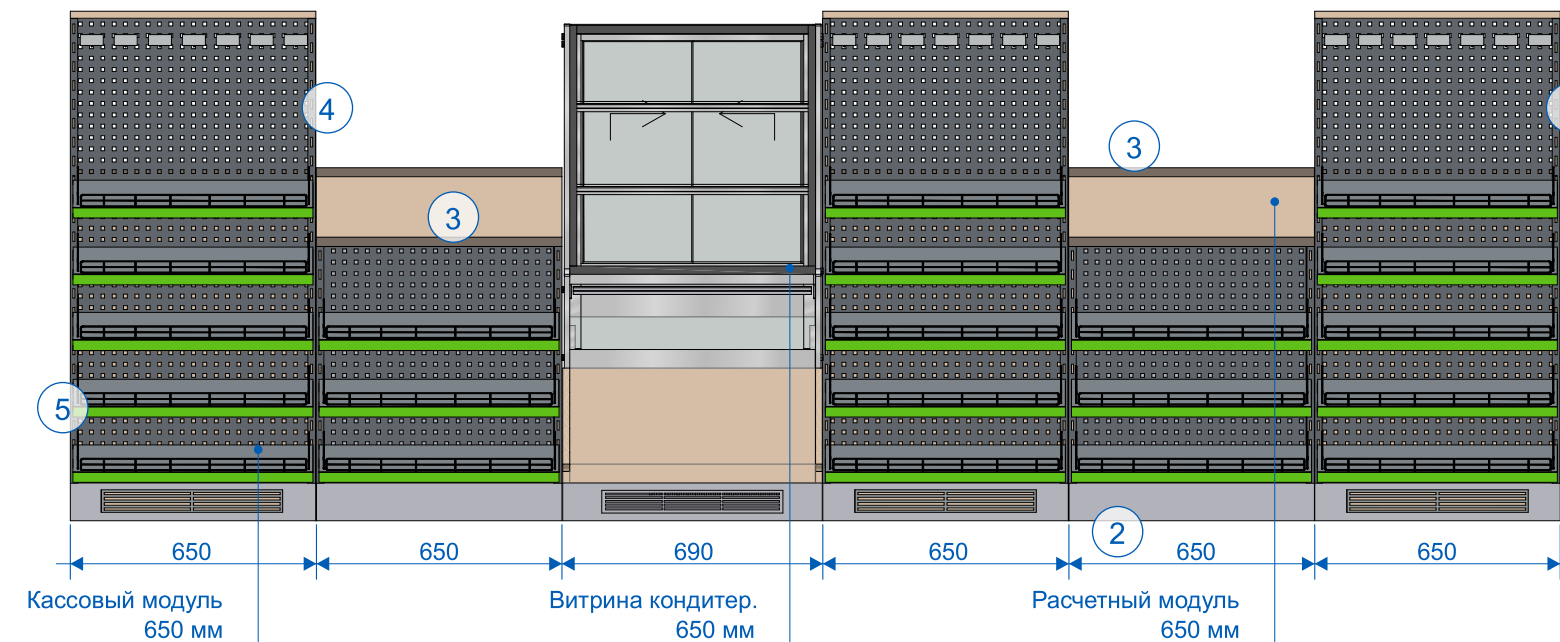 4
3
3
5
2
650
650
690
650
650
650
Кассовый модуль
650 мм
Витрина кондитер.
650 мм
Расчетный модуль
650 мм